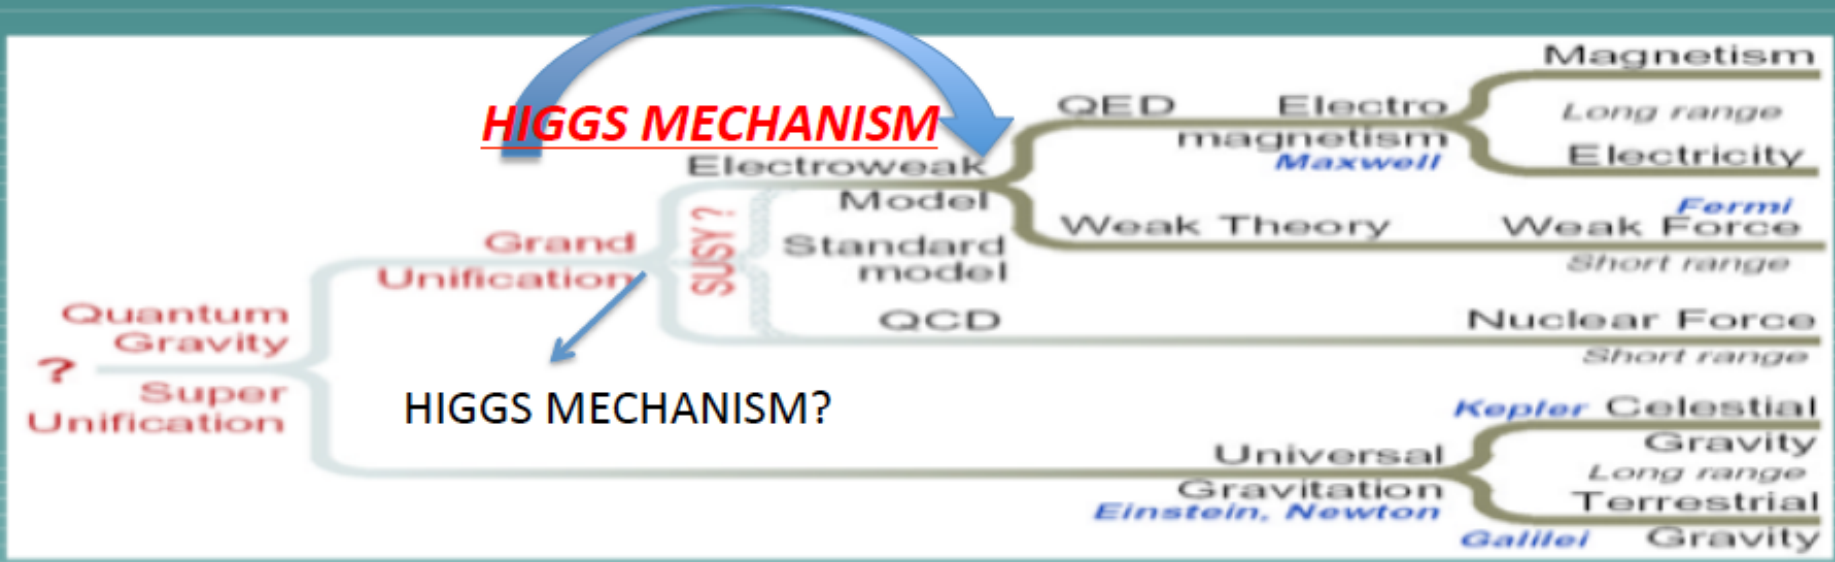 Magnetism
HIGGS MECHANISM
QED
Electro
magnetism
Maxwell
Long range
Electricity
Electroweak
Model
Fermi
Weak Theory
Weak Force
Short range
Grand
Unification
SUSY ?
Standard
model
Quantum
Gravity
?
Super
Unification
QCD
Nuclear Force
Short range
HIGGS MECHANISM?
Kepler Celestial
Gravity
Universal
Gravitation
Einstein, Newton
Long range
Terrestrial
Galilei Gravity